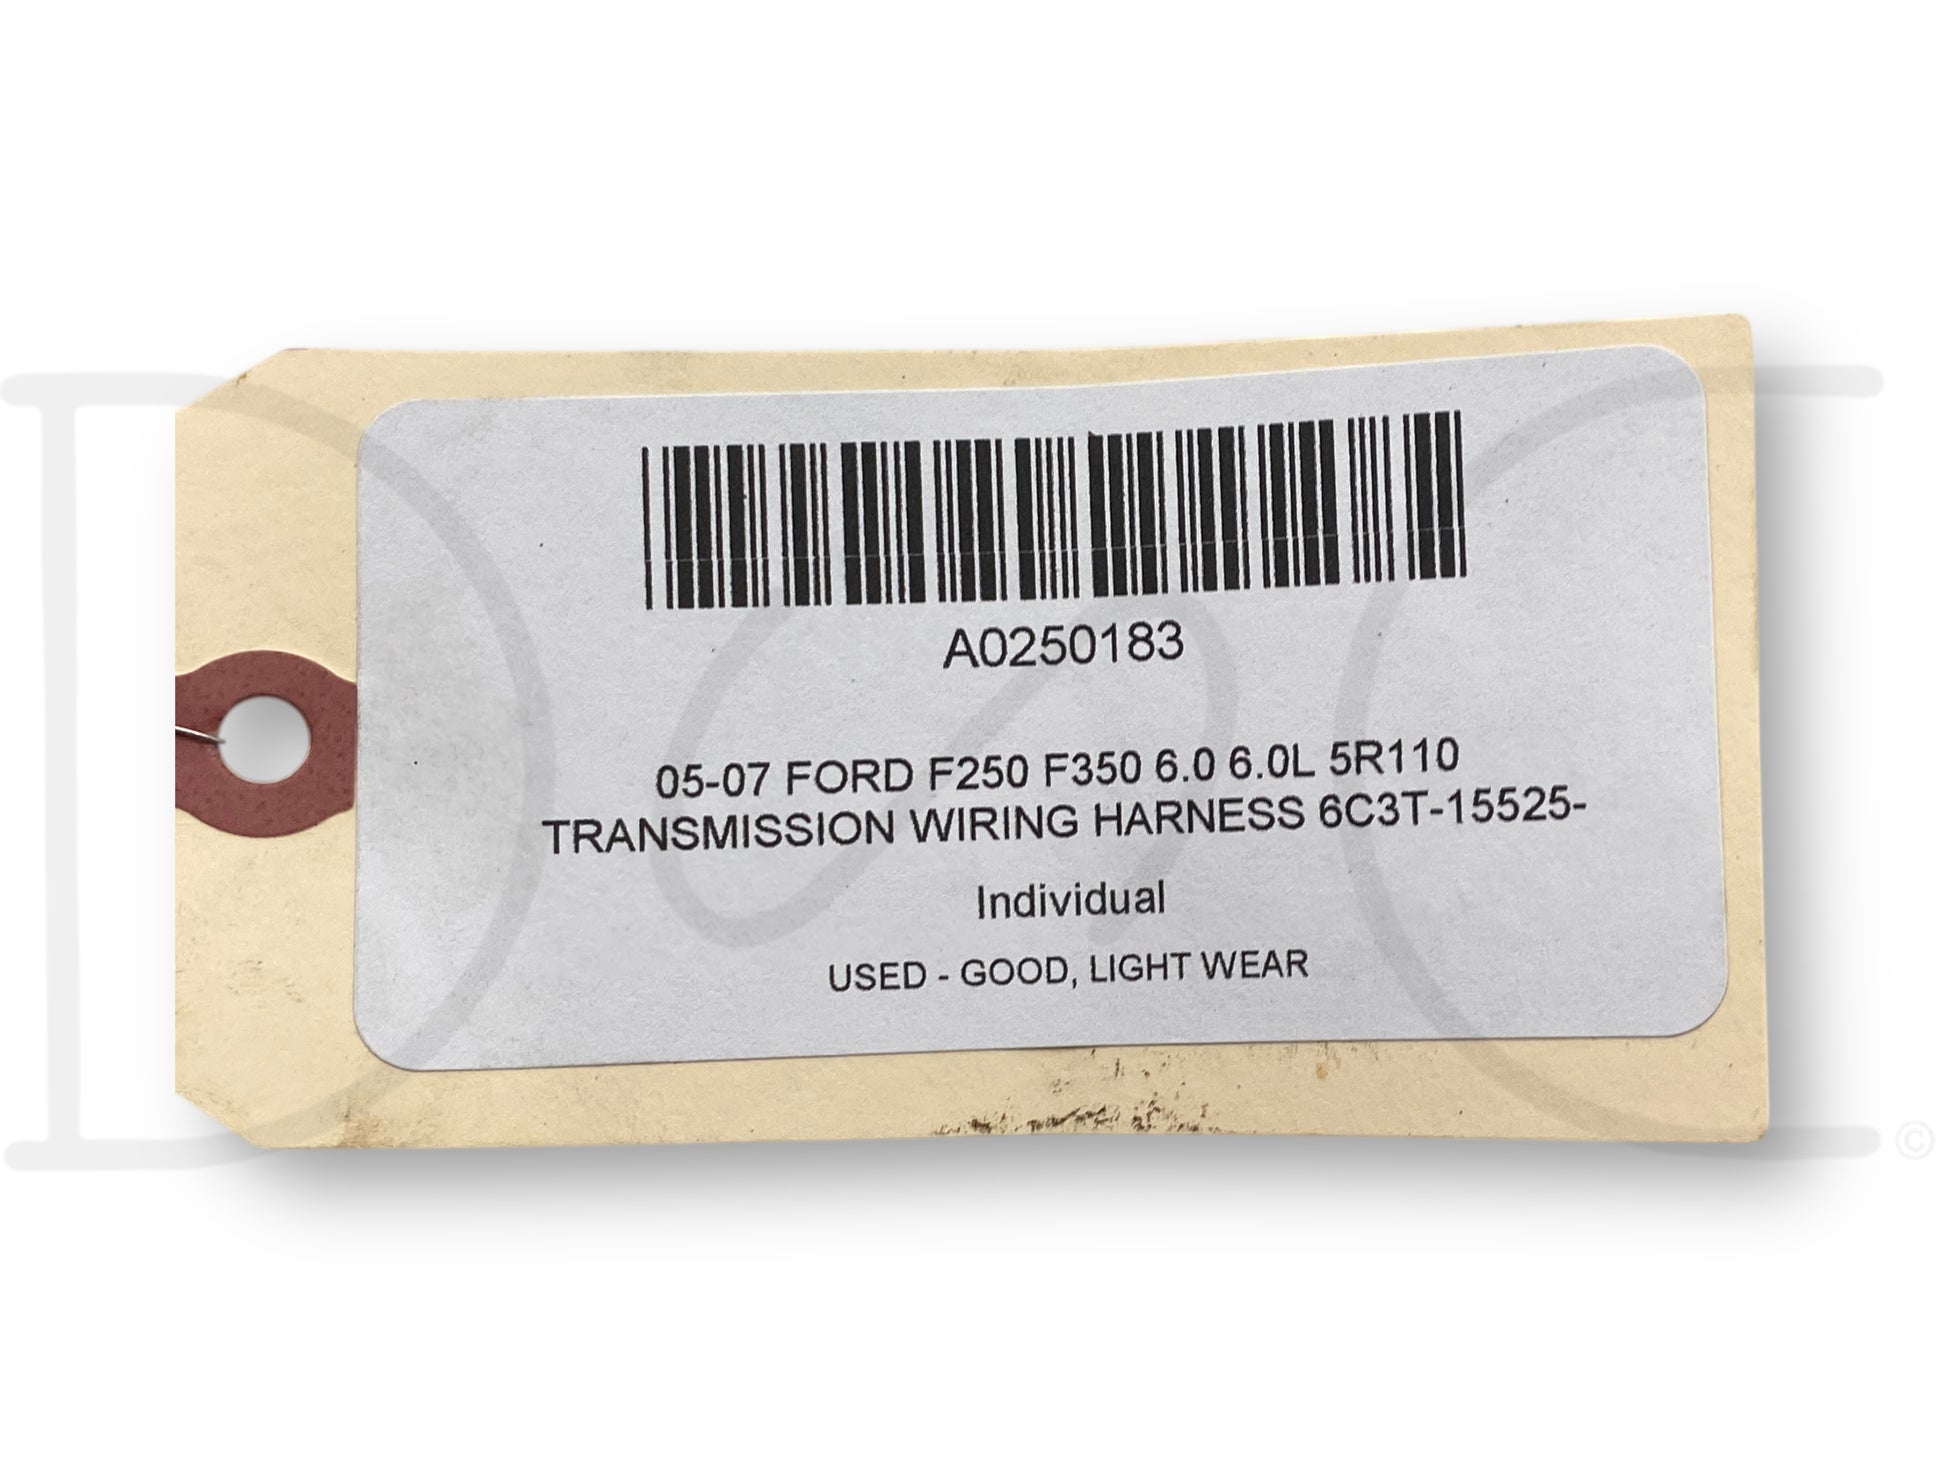 A0250183
05-07 FORD F250 F350 6.0 6.0L 5R110
TRANSMISSION WIRING HARNESS 6C3T-15525-
Individual
USED - GOOD, LIGHT WEAR
©